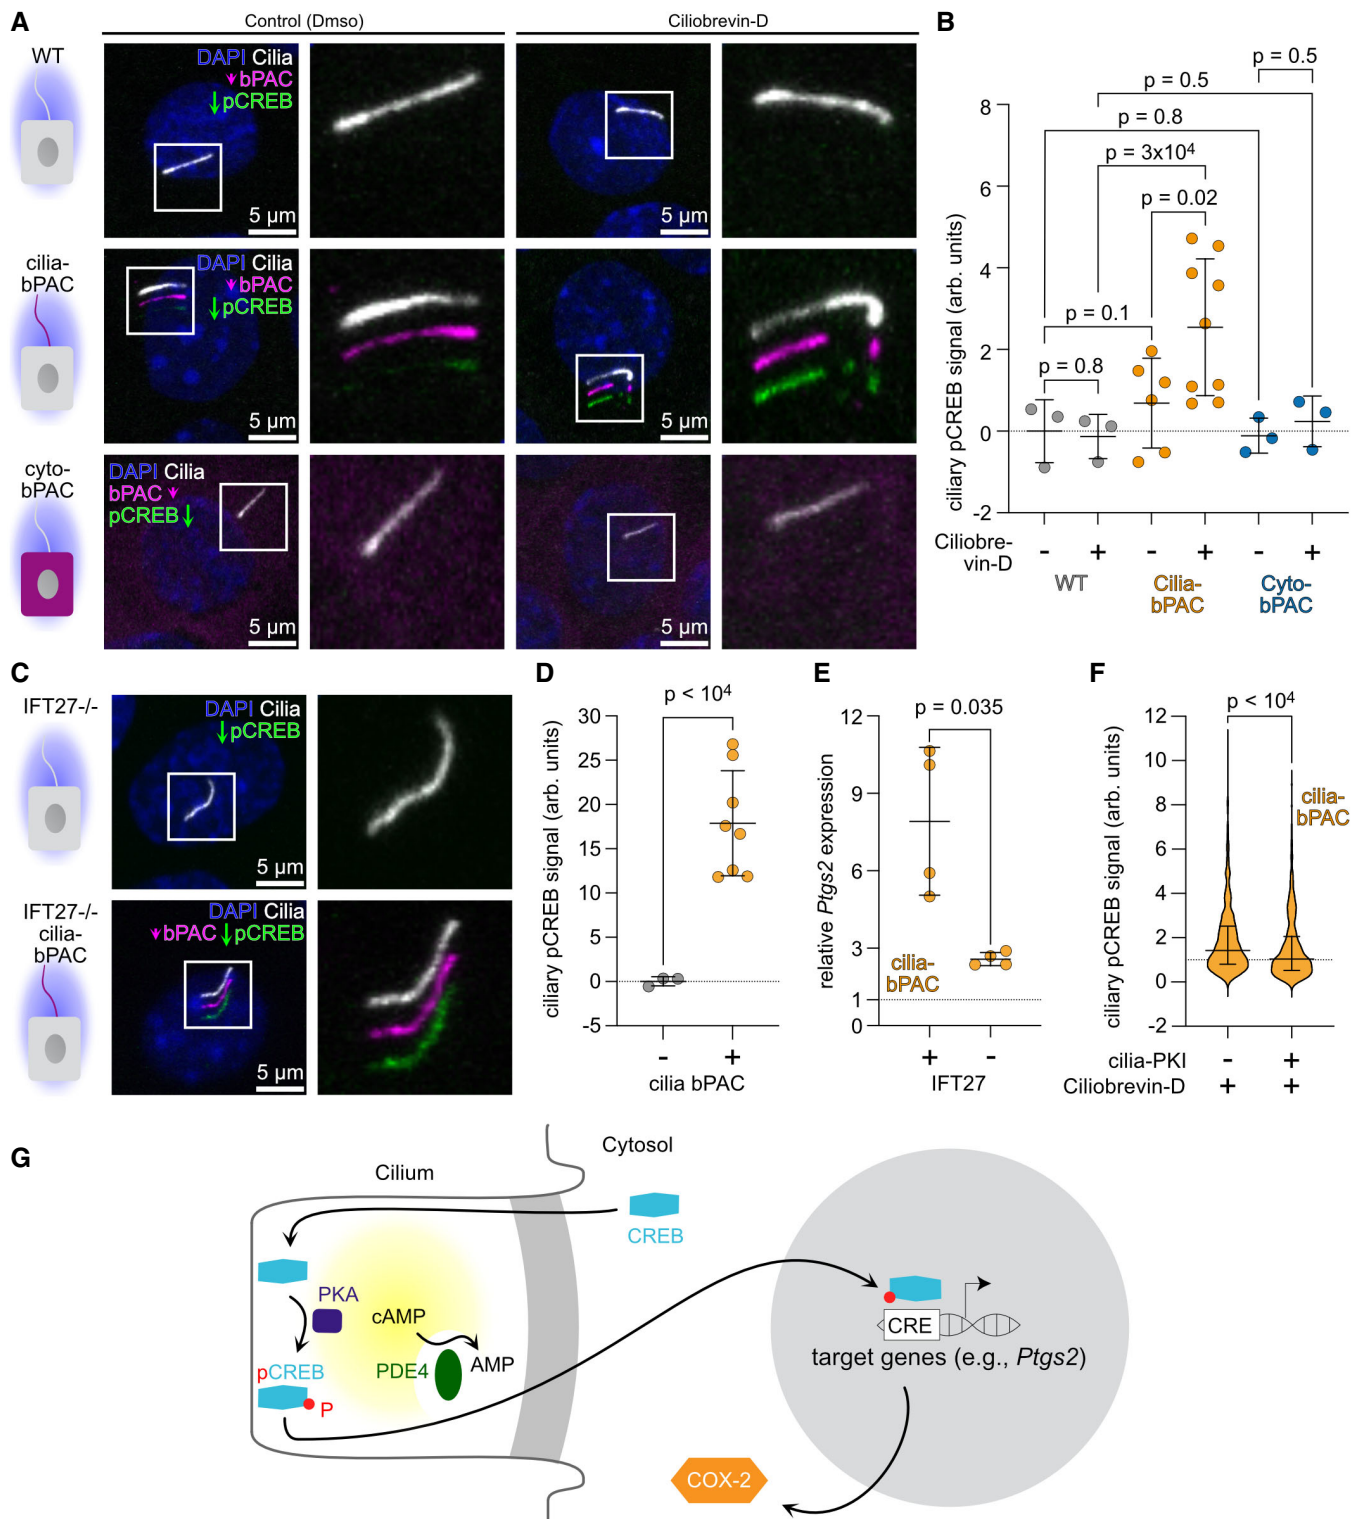 A
Control (Dmso)
Ciliobrevin-D
WT
DAPI Cilia
bPAC
pCREB
5 µm
5 µm
cilia-
bPAC
DAPI Cilia
bPAC
pCREB
5 µm
5 µm
cyto-
bPAC
DAPI Cilia
bPAC
pCREB
5 µm
5 µm
B
p = 0.5
p = 0.5
p = 0.8
p = 3x10⁴
p = 0.02
p = 0.1
p = 0.8
ciliary pCREB signal (arb. units)
8
6
4
2
0
-2
Ciliobre-
vin-D
- + - + - +
WT
Cilia-
bPAC
Cyto-
bPAC
C
IFT27-/-
DAPI Cilia
pCREB
5 µm
IFT27-/-
cilia-
bPAC
DAPI Cilia
bPAC pCREB
5 µm
D
p < 10⁴
ciliary pCREB signal (arb. units)
30
25
20
15
10
5
0
-5
- +
cilia bPAC
E
p = 0.035
relative Ptgs2 expression
12
9
6
3
1
0
cilia-
bPAC
+ -
IFT27
F
p < 10⁴
ciliary pCREB signal (arb. units)
12
10
8
6
4
2
0
-2
cilia-
bPAC
cilia-PKI - +
Ciliobrevin-D + +
G
Cilium
Cytosol
CREB
PKA
cAMP
AMP
PDE4
pCREB
P
CRE
target genes (e.g., Ptgs2)
COX-2